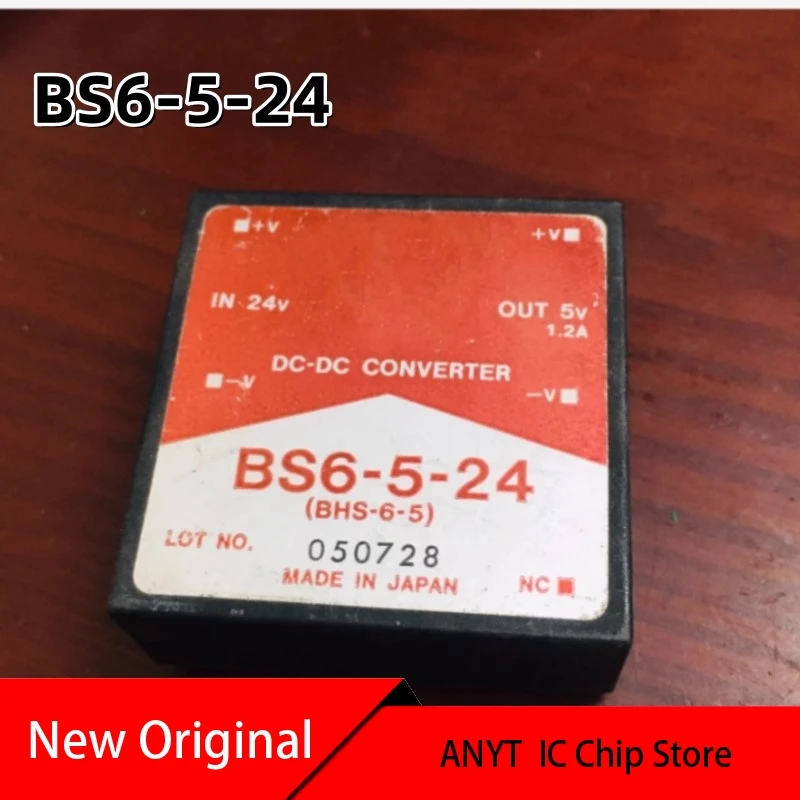 BS6-5-24
+V +V
IN 24V OUT 5V
1.2A
DC-DC CONVERTER
-V -V
BS6-5-24
(BHS-6-5)
LOT NO. 050728
MADE IN JAPAN NC
New Original ANYT IC Chip Store